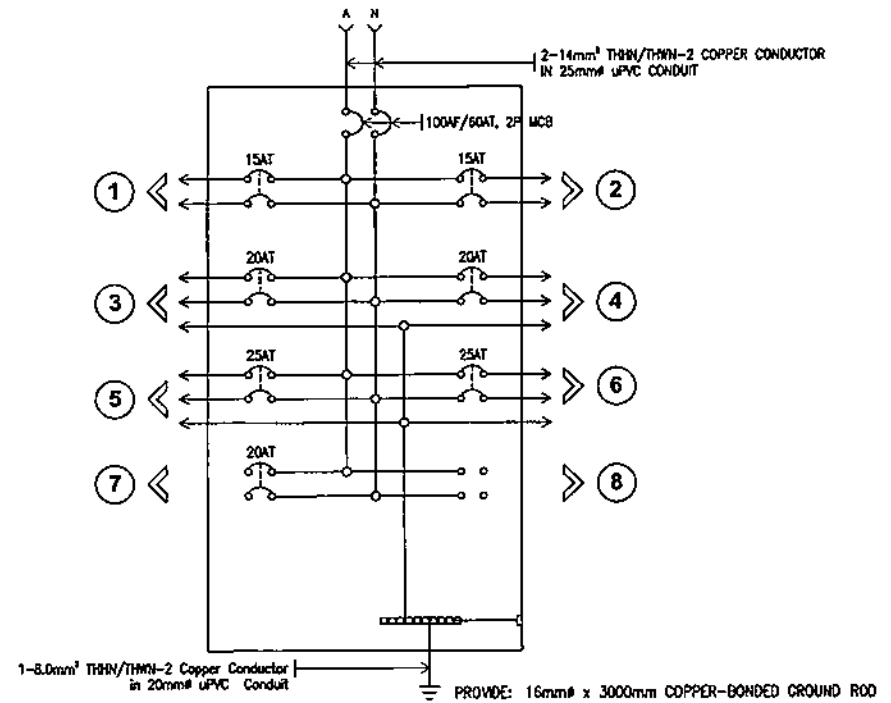 A N
2-14mm² THHN/THWN-2 COPPER CONDUCTOR
IN 25mmø uPVC CONDUIT
100AF/60AT, 2P MCB
15AT 15AT
1 2
20AT 20AT
3 4
25AT 25AT
5 6
20AT
7 8
1-8.0mm² THHN/THWN-2 Copper Conductor
in 20mmø uPVC Conduit
PROVIDE: 16mmø x 3000mm COPPER-BONDED GROUND ROD